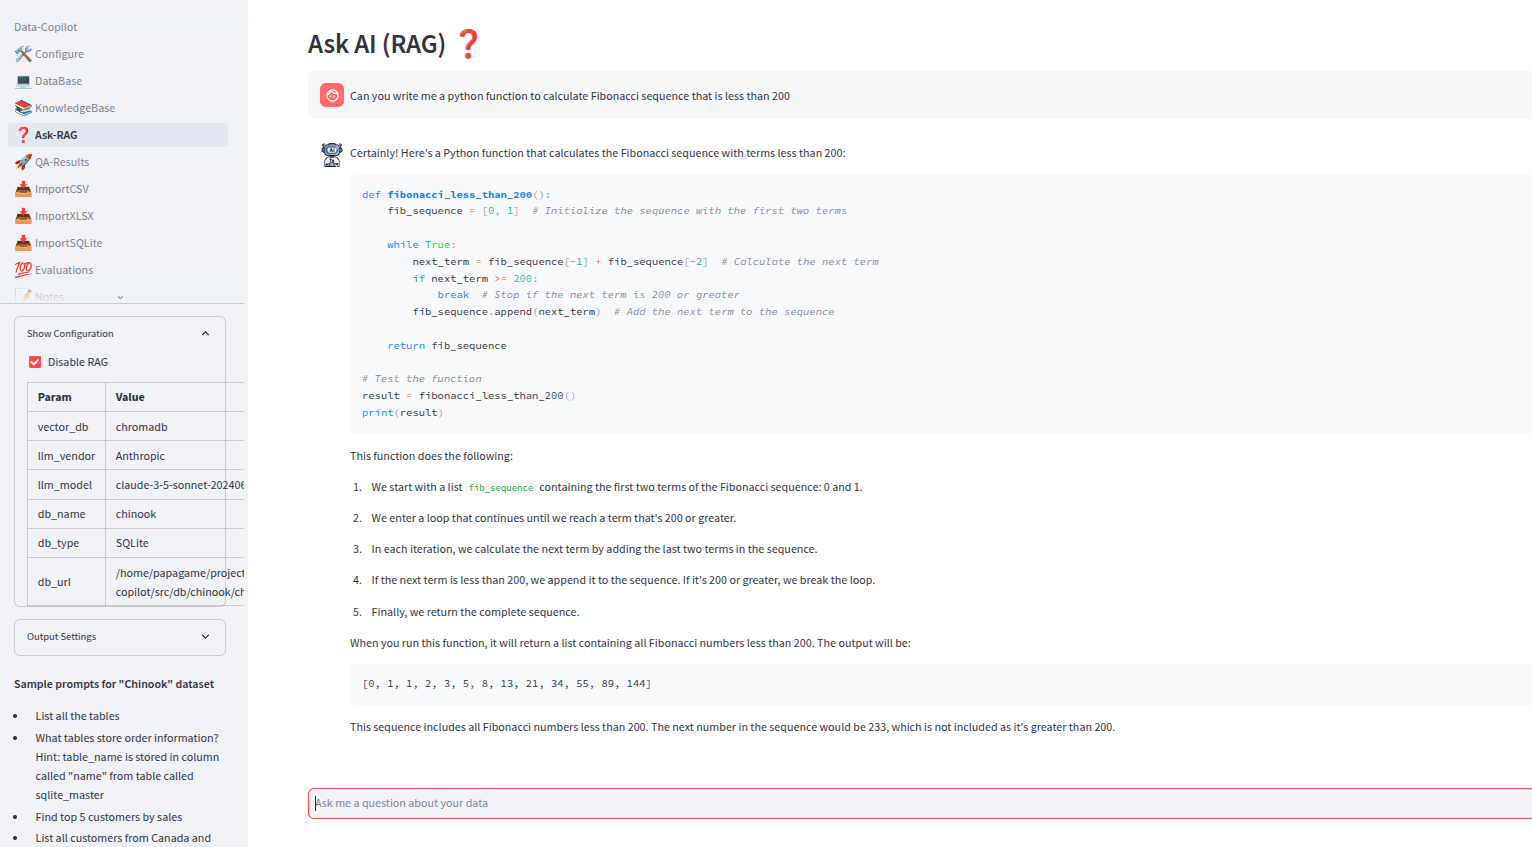 Data-Copilot
Configure
DataBase
KnowledgeBase
Ask-RAG
QA-Results
ImportCSV
ImportXLSX
ImportSQLite
Evaluations
Notes
Show Configuration
Disable RAG
Param Value
vector_db chromadb
llm_vendor Anthropic
llm_model claude-3-5-sonnet-202406
db_name chinook
db_type SQLite
db_url /home/papagame/project
copilot/src/db/chinook/ch
Output Settings
Sample prompts for "Chinook" dataset
• List all the tables
• What tables store order information?
Hint: table_name is stored in column
called "name" from table called
sqlite_master
• Find top 5 customers by sales
• List all customers from Canada and
Ask AI (RAG) ❓
Can you write me a python function to calculate Fibonacci sequence that is less than 200
Certainly! Here's a Python function that calculates the Fibonacci sequence with terms less than 200:
def fibonacci_less_than_200():
    fib_sequence = [0, 1]  # Initialize the sequence with the first two terms
    while True:
        next_term = fib_sequence[-1] + fib_sequence[-2]  # Calculate the next term
        if next_term >= 200:
            break  # Stop if the next term is 200 or greater
        fib_sequence.append(next_term)  # Add the next term to the sequence
    return fib_sequence
# Test the function
result = fibonacci_less_than_200()
print(result)
This function does the following:
1. We start with a list fib_sequence containing the first two terms of the Fibonacci sequence: 0 and 1.
2. We enter a loop that continues until we reach a term that's 200 or greater.
3. In each iteration, we calculate the next term by adding the last two terms in the sequence.
4. If the next term is less than 200, we append it to the sequence. If it's 200 or greater, we break the loop.
5. Finally, we return the complete sequence.
When you run this function, it will return a list containing all Fibonacci numbers less than 200. The output will be:
[0, 1, 1, 2, 3, 5, 8, 13, 21, 34, 55, 89, 144]
This sequence includes all Fibonacci numbers less than 200. The next number in the sequence would be 233, which is not included as it's greater than 200.
Ask me a question about your data